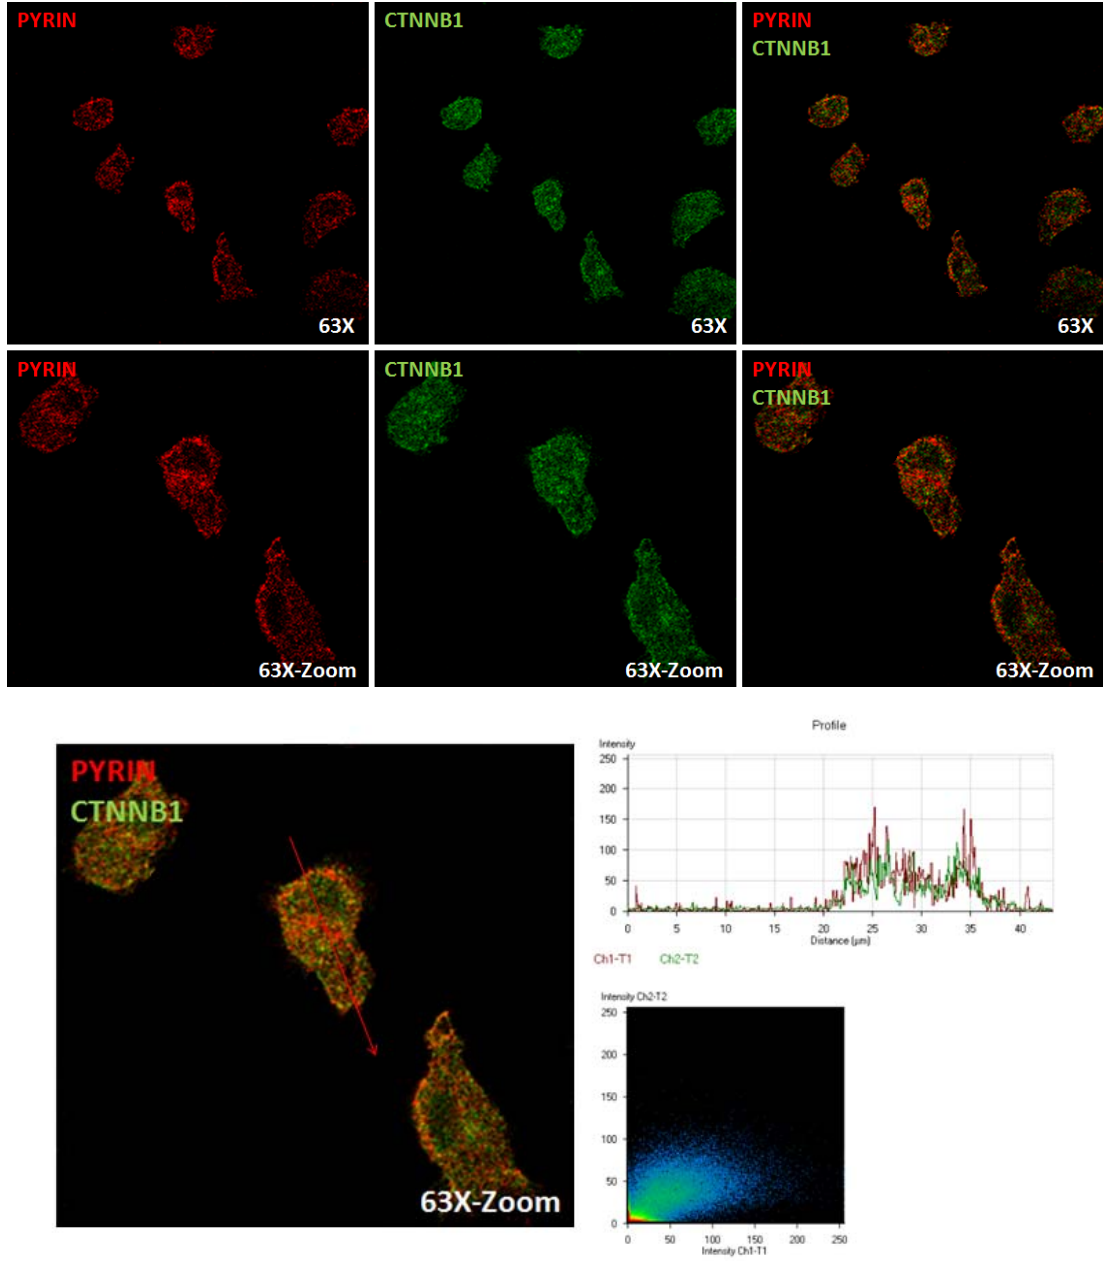 PYRIN
CTNNB1
PYRIN
CTNNB1
63X
63X
63X
PYRIN
CTNNB1
PYRIN
CTNNB1
63X-Zoom
63X-Zoom
63X-Zoom
PYRIN
CTNNB1
63X-Zoom
Profile
Intensity
250
200
150
100
50
0
0 5 10 15 20 25 30 35 40
Distance (µm)
Ch1-T1 Ch2-T2
Intensity Ch2-T2
250
200
150
100
50
0
0 50 100 150 200 250
Intensity Ch1-T1